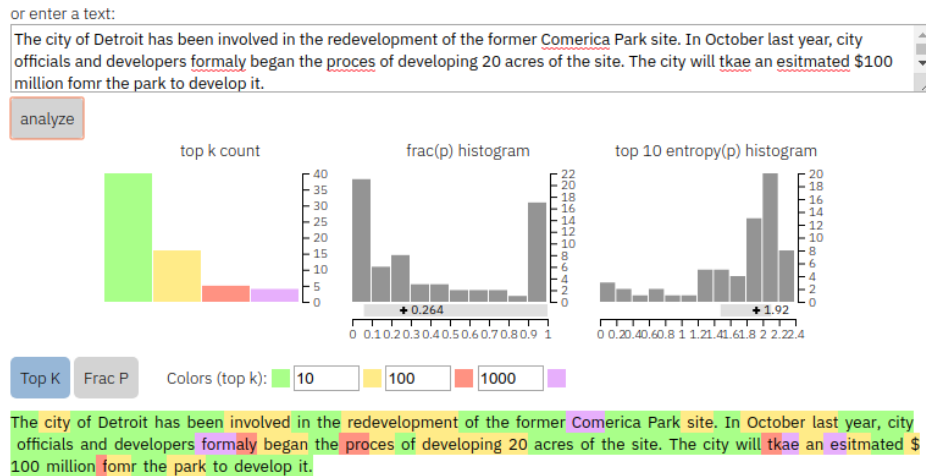 or enter a text:
The city of Detroit has been involved in the redevelopment of the former Comerica Park site. In October last year, city
officials and developers formaly began the proces of developing 20 acres of the site. The city will tkae an esitmated $100
million fomr the park to develop it.
analyze
top k count
frac(p) histogram
top 10 entropy(p) histogram
40
35
30
25
20
15
10
5
0
22
20
18
16
14
12
10
8
6
4
2
0
20
18
16
14
12
10
8
6
4
2
0
+ 0.264
+ 1.92
0 0.1 0.2 0.3 0.4 0.5 0.6 0.7 0.8 0.9 1
0 0.2 0.4 0.6 0.8 1 1.2 1.4 1.6 1.8 2 2.2 2.4
Top K Frac P Colors (top k): 10 100 1000
The city of Detroit has been involved in the redevelopment of the former Comerica Park site. In October last year, city
officials and developers formaly began the proces of developing 20 acres of the site. The city will tkae an esitmated $
100 million fomr the park to develop it.